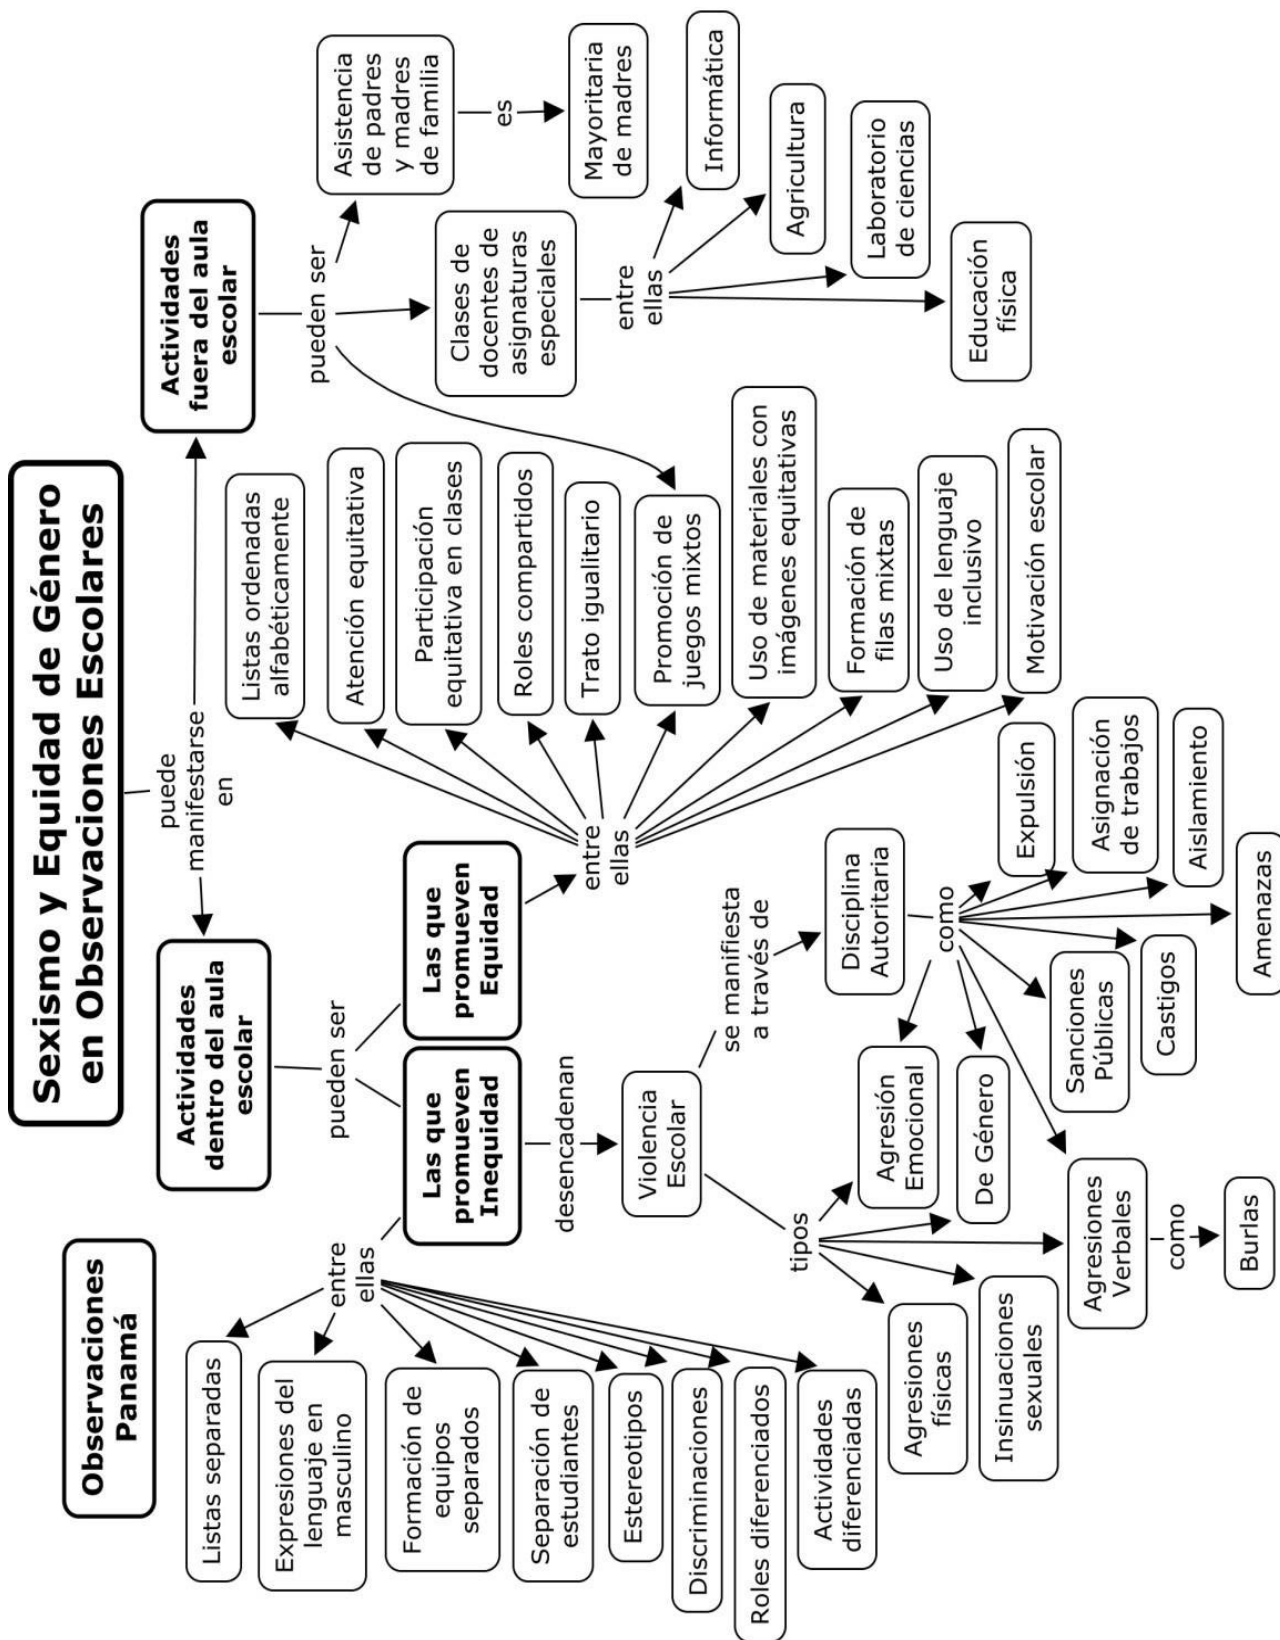 Sexismo y Equidad de Género
en Observaciones Escolares
Observaciones
Panamá
puede
manifestarse
en
Actividades
dentro del aula
escolar
Actividades
fuera del aula
escolar
pueden ser
Las que
promueven
Inequidad
Las que
promueven
Equidad
entre
ellas
Listas separadas
Expresiones del
lenguaje en
masculino
Formación de
equipos
separados
Separación de
estudiantes
Estereotipos
Discriminaciones
Roles diferenciados
Actividades
diferenciadas
desencadenan
Violencia
Escolar
tipos
Agresiones
físicas
Insinuaciones
sexuales
Agresiones
Verbales
como
Burlas
De Género
Agresión
Emocional
se manifiesta
a través de
Disciplina
Autoritaria
como
Sanciones
Públicas
Castigos
Amenazas
Aislamiento
Asignación
de trabajos
Expulsión
entre
ellas
Listas ordenadas
alfabéticamente
Atención equitativa
Participación
equitativa en clases
Roles compartidos
Trato igualitario
Promoción de
juegos mixtos
Uso de materiales con
imágenes equitativas
Formación de
filas mixtas
Uso de lenguaje
inclusivo
Motivación escolar
pueden ser
Clases de
docentes de
asignaturas
especiales
entre
ellas
Educación
física
Laboratorio
de ciencias
Agricultura
Informática
Asistencia
de padres
y madres
de familia
es
Mayoritaria
de madres